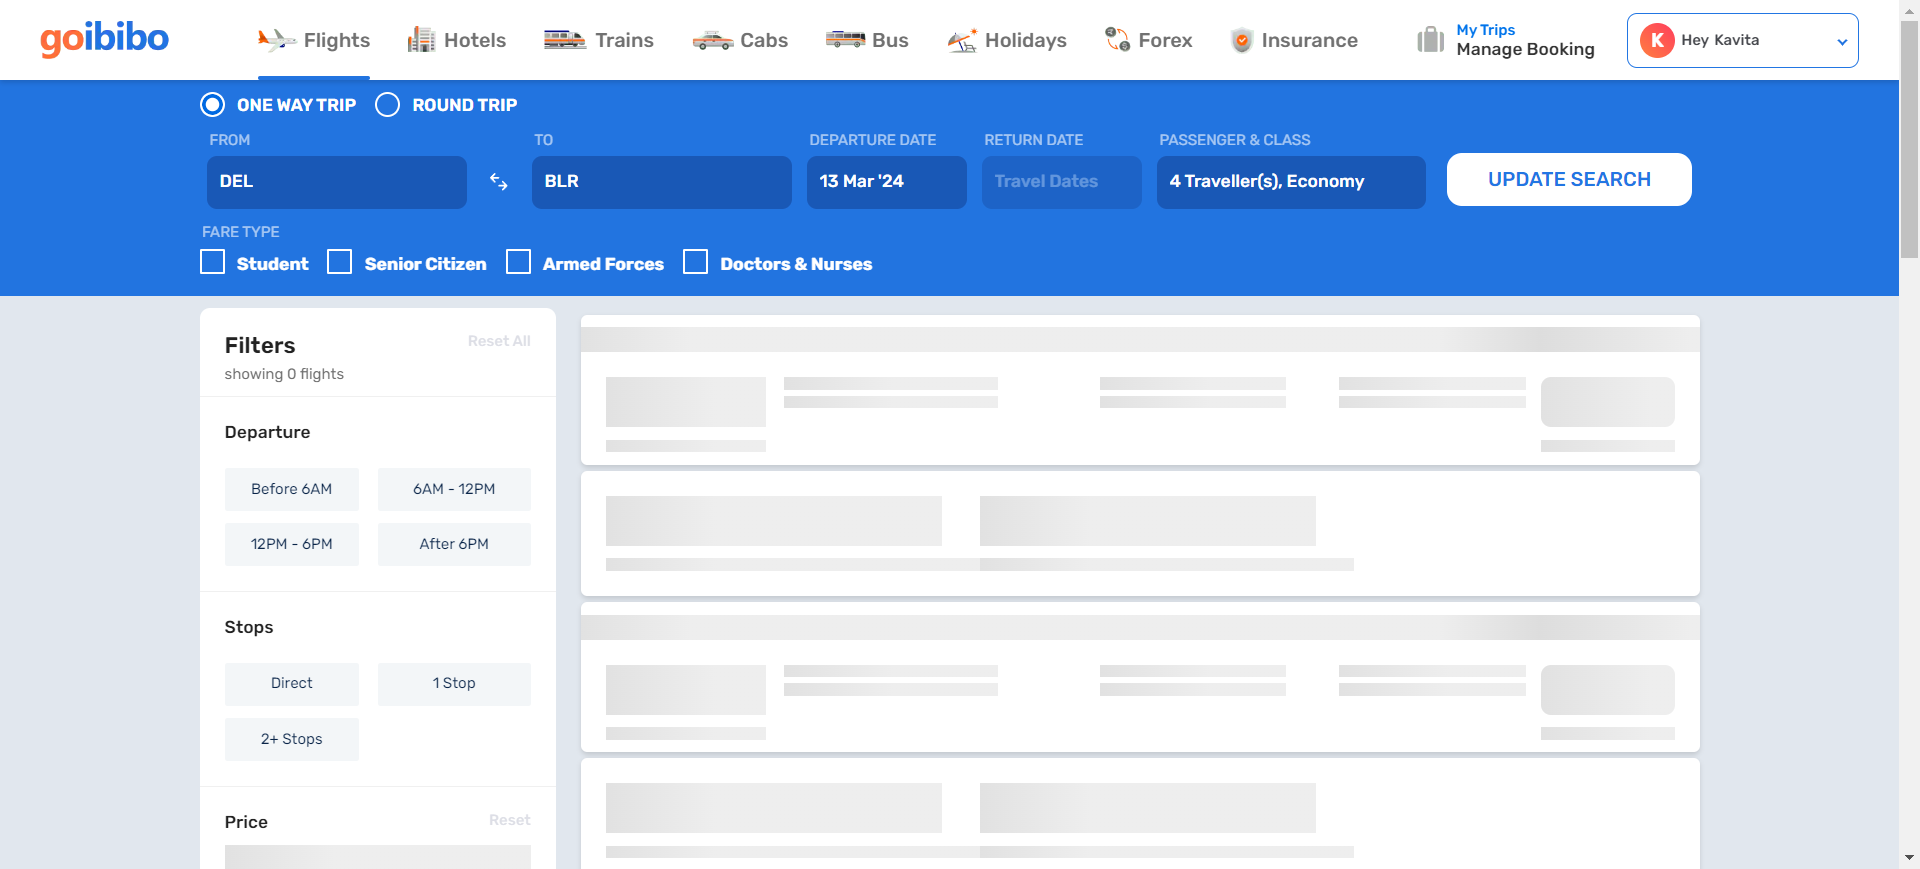 goibibo
Flights
Hotels
Trains
Cabs
Bus
Holidays
Forex
Insurance
My Trips
Manage Booking
K
Hey Kavita
ONE WAY TRIP
ROUND TRIP
FROM
TO
DEPARTURE DATE
RETURN DATE
PASSENGER & CLASS
DEL
BLR
13 Mar '24
Travel Dates
4 Traveller(s), Economy
UPDATE SEARCH
FARE TYPE
Student
Senior Citizen
Armed Forces
Doctors & Nurses
Filters
Reset All
showing 0 flights
Departure
Before 6AM
6AM - 12PM
12PM - 6PM
After 6PM
Stops
Direct
1 Stop
2+ Stops
Price
Reset